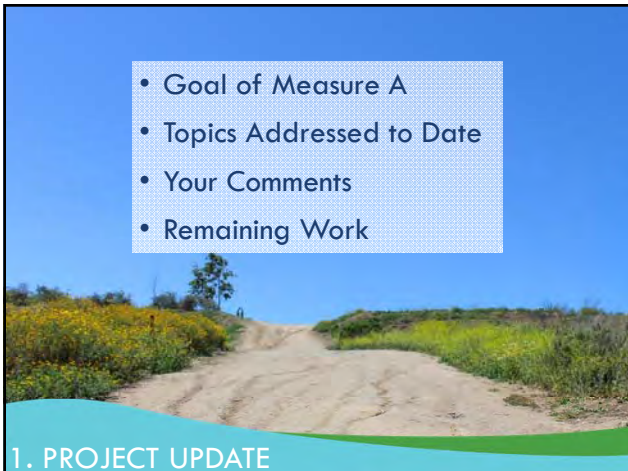 • Goal of Measure A
• Topics Addressed to Date
• Your Comments
• Remaining Work
1. PROJECT UPDATE